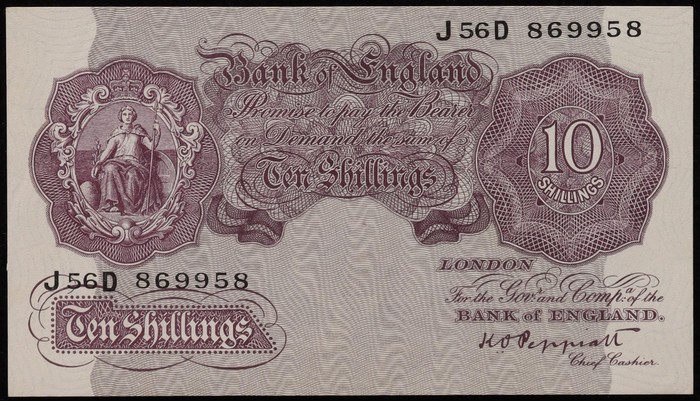 J56D 869958
Bank of England
Promise to pay the Bearer
on Demand the sum of
Ten Shillings
10
SHILLINGS
J56D 869958
Ten Shillings
LONDON
For the Govr. and Compa. of the
BANK of ENGLAND.
K O Peppiatt
Chief Cashier.